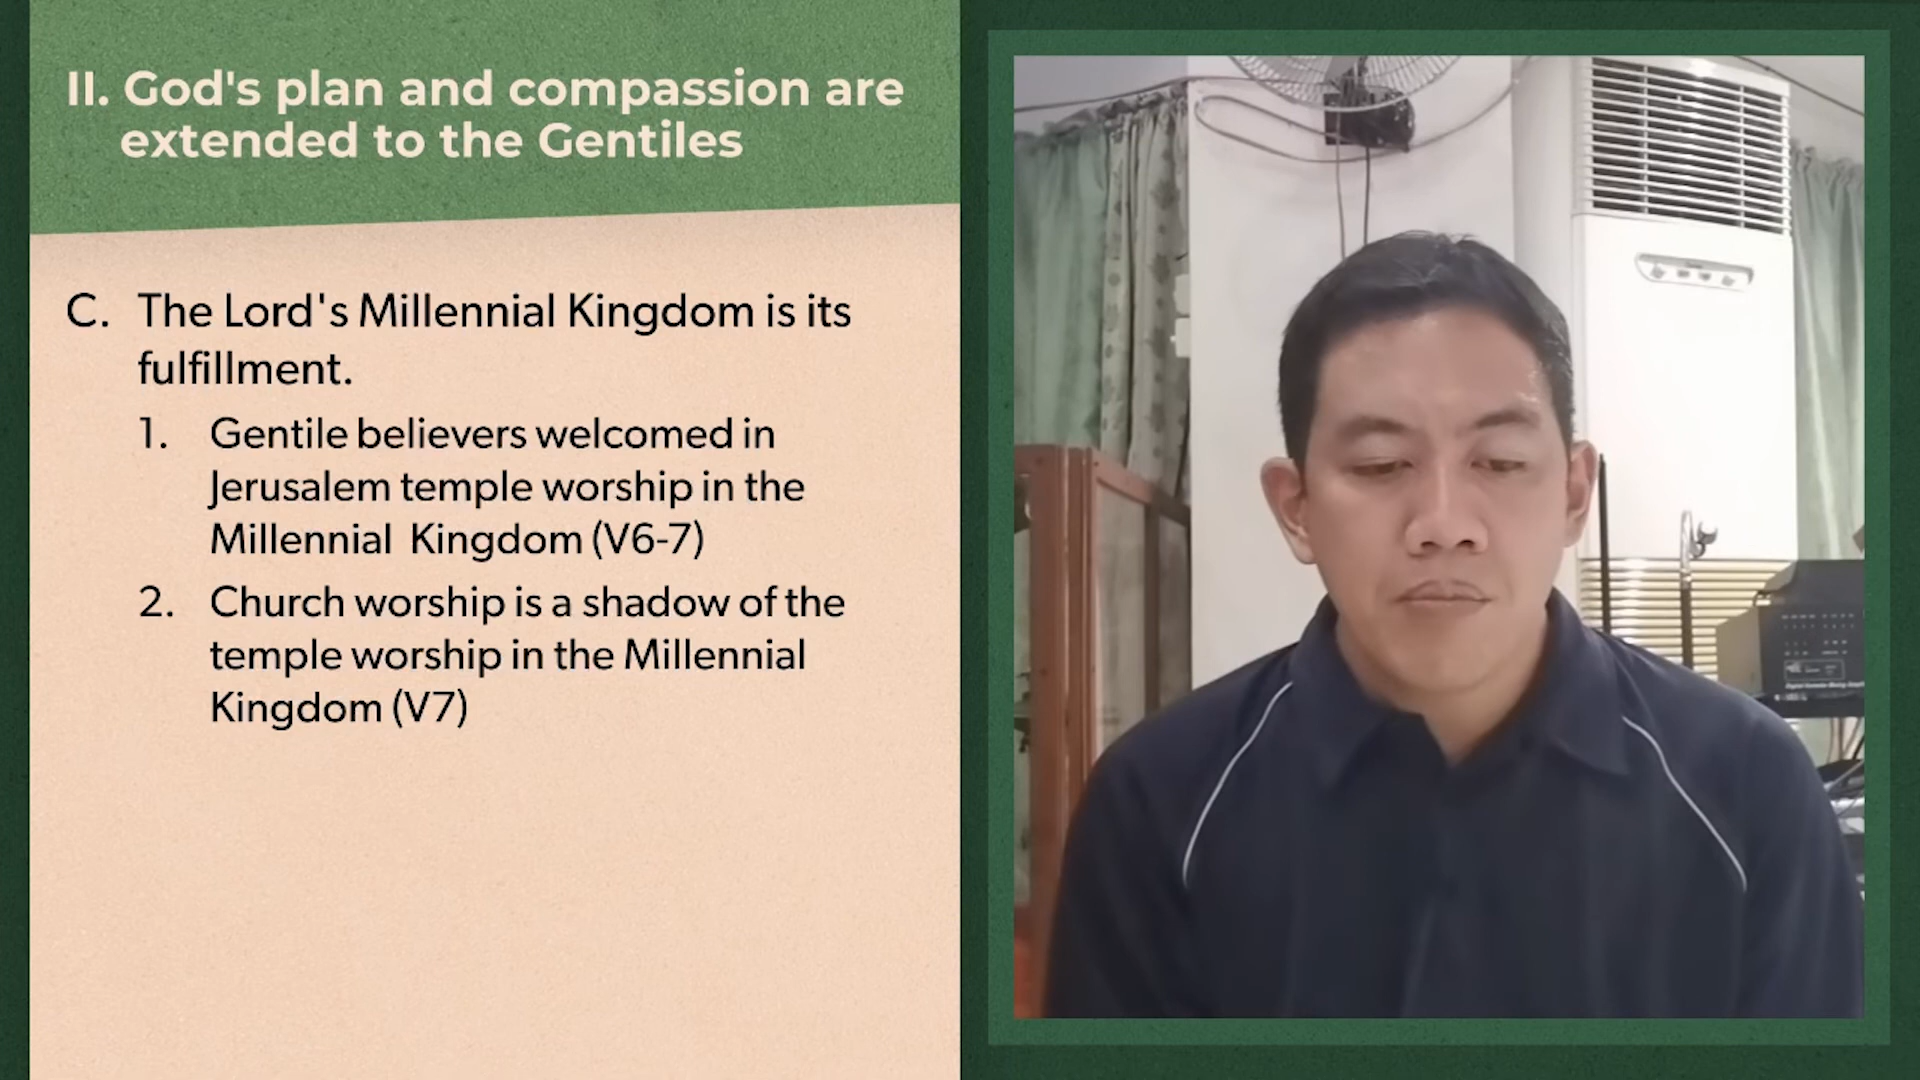 II. God's plan and compassion are
extended to the Gentiles
C. The Lord's Millennial Kingdom is its
fulfillment.
1. Gentile believers welcomed in
Jerusalem temple worship in the
Millennial Kingdom (V6-7)
2. Church worship is a shadow of the
temple worship in the Millennial
Kingdom (V7)